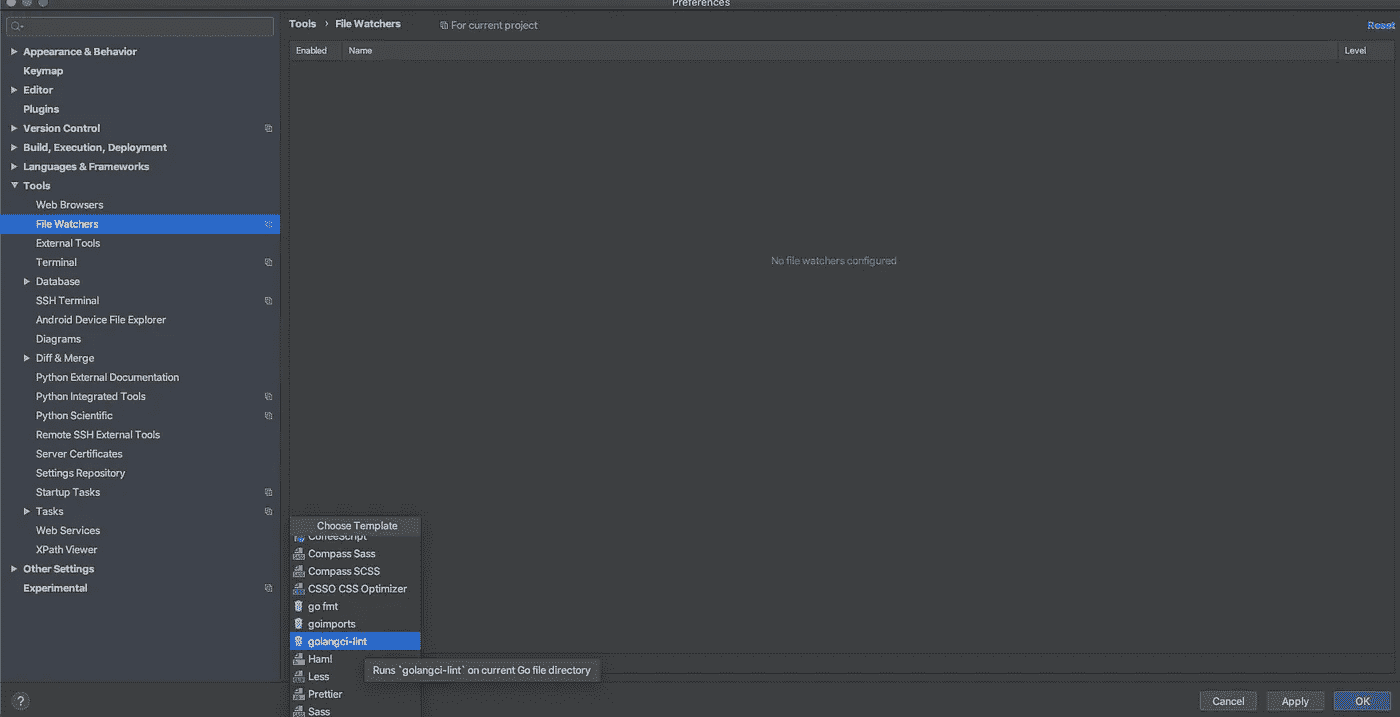 Preferences
Tools › File Watchers For current project Reset
Appearance & Behavior
Keymap
Editor
Plugins
Version Control
Build, Execution, Deployment
Languages & Frameworks
Tools
Web Browsers
File Watchers
External Tools
Terminal
Database
SSH Terminal
Android Device File Explorer
Diagrams
Diff & Merge
Python External Documentation
Python Integrated Tools
Python Scientific
Remote SSH External Tools
Server Certificates
Settings Repository
Startup Tasks
Tasks
Web Services
XPath Viewer
Other Settings
Experimental
Enabled Name Level
No file watchers configured
Choose Template
CoffeeScript
Compass Sass
Compass SCSS
CSSO CSS Optimizer
go fmt
goimports
golangci-lint
Haml
Less
Prettier
Sass
Runs `golangci-lint` on current Go file directory
? Cancel Apply OK